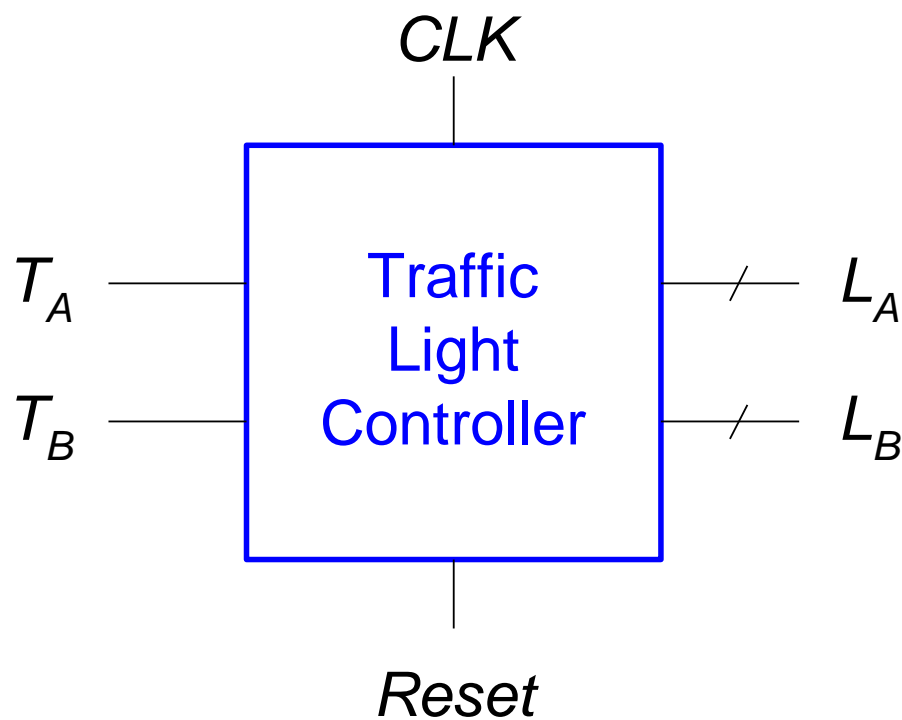 CLK
T_A
Traffic
Light
Controller
L_A
T_B
L_B
Reset